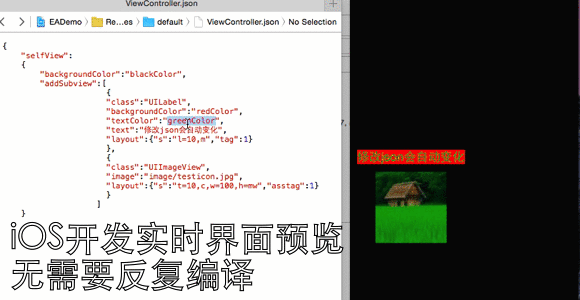 ViewController.json
EADemo
Re...es
default
ViewController.json
No Selection
{
"selfView":
{
"backgroundColor":"blackColor",
"addSubview":[
{
"class":"UILabel",
"backgroundColor":"redColor",
"textColor":"greenColor",
"text":"修改json会自动变化",
"layout":{"s":"l=10,m","tag":1}
},
{
"class":"UIImageView",
"image":"image/testicon.jpg",
"layout":{"s":"t=10,c,w=100,h=mw","asstag":1}
}
]
}
修改json会自动变化
iOS开发实时界面预览
无需要反复编译